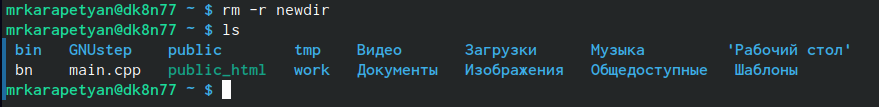 mrkarapetyan@dk8n77 ~ $ rm -r newdir
mrkarapetyan@dk8n77 ~ $ ls
bin GNUstep public tmp Видео Загрузки Музыка 'Рабочий стол'
bn main.cpp public_html work Документы Изображения Общедоступные Шаблоны
mrkarapetyan@dk8n77 ~ $